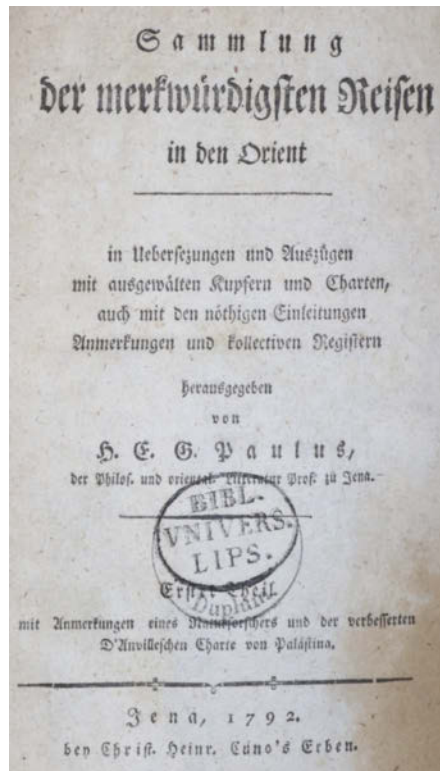 Sammlung
der merkwürdigsten Reisen
in den Orient
in Uebersezungen und Auszügen
mit ausgewälten Kupfern und Charten,
auch mit den nöthigen Einleitungen
Anmerkungen und kollectiven Registern
herausgegeben
von
H. E. G. Paulus,
der Philos. und oriental. Litteratur Prof. zu Jena.
BIBL.
VNIVERS.
LIPS.
Erster Theil
Duplum
mit Anmerkungen eines Naturforschers und der verbesserten
D'Anvilleschen Charte von Palästina.
Jena, 1792.
bey Christ. Heinr. Cuno's Erben.